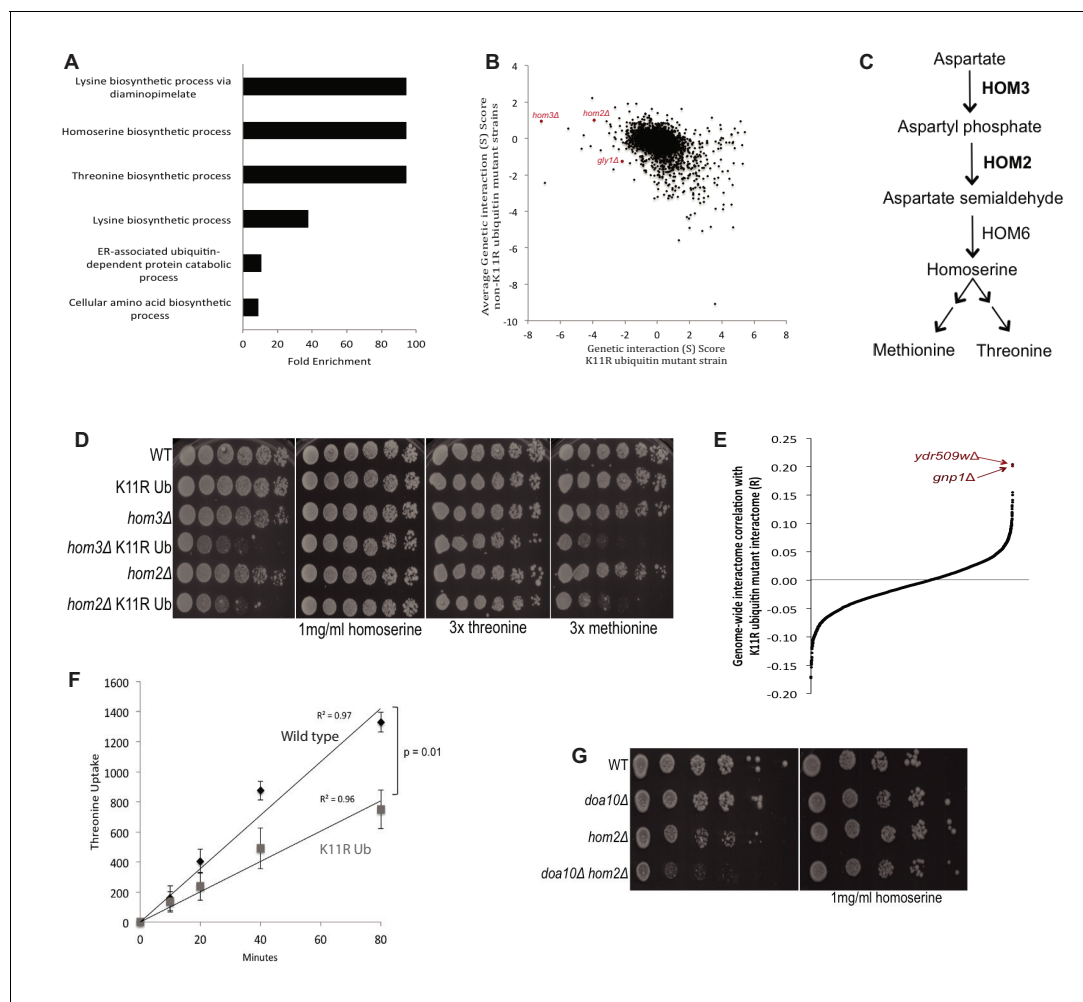 A
Lysine biosynthetic process via
diaminopimelate
Homoserine biosynthetic process
Threonine biosynthetic process
Lysine biosynthetic process
ER-associated ubiquitin-
dependent protein catabolic
process
Cellular amino acid biosynthetic
process
0 20 40 60 80 100
Fold Enrichment
B
Average Genetic interaction (S) Score
non-K11R ubiquitin mutant strains
4
2
0
-2
-4
-6
-8
-10
hom3Δ
hom2Δ
gly1Δ
-8 -6 -4 -2 0 2 4 6 8
Genetic interaction (S) Score
K11R ubiquitin mutant strain
C
Aspartate
HOM3
Aspartyl phosphate
HOM2
Aspartate semialdehyde
HOM6
Homoserine
Methionine Threonine
D
WT
K11R Ub
hom3Δ
hom3Δ K11R Ub
hom2Δ
hom2Δ K11R Ub
1mg/ml homoserine
3x threonine
3x methionine
E
Genome-wide interactome correlation with
K11R ubiquitin mutant interactome (R)
0.25
0.20
0.15
0.10
0.05
0.00
-0.05
-0.10
-0.15
-0.20
ydr509wΔ
gnp1Δ
F
Threonine Uptake
1600
1400
1200
1000
800
600
400
200
0
R² = 0.97
Wild type
p = 0.01
R² = 0.96
K11R Ub
0 20 40 60 80
Minutes
G
WT
doa10Δ
hom2Δ
doa10Δ hom2Δ
1mg/ml homoserine